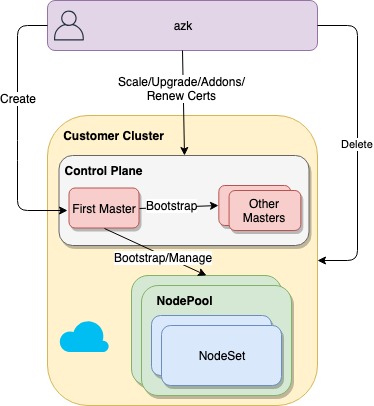 azk
Scale/Upgrade/Addons/
Renew Certs
Create
Delete
Customer Cluster
Control Plane
First Master
Bootstrap
Other
Masters
Bootstrap/Manage
NodePool
NodeSet